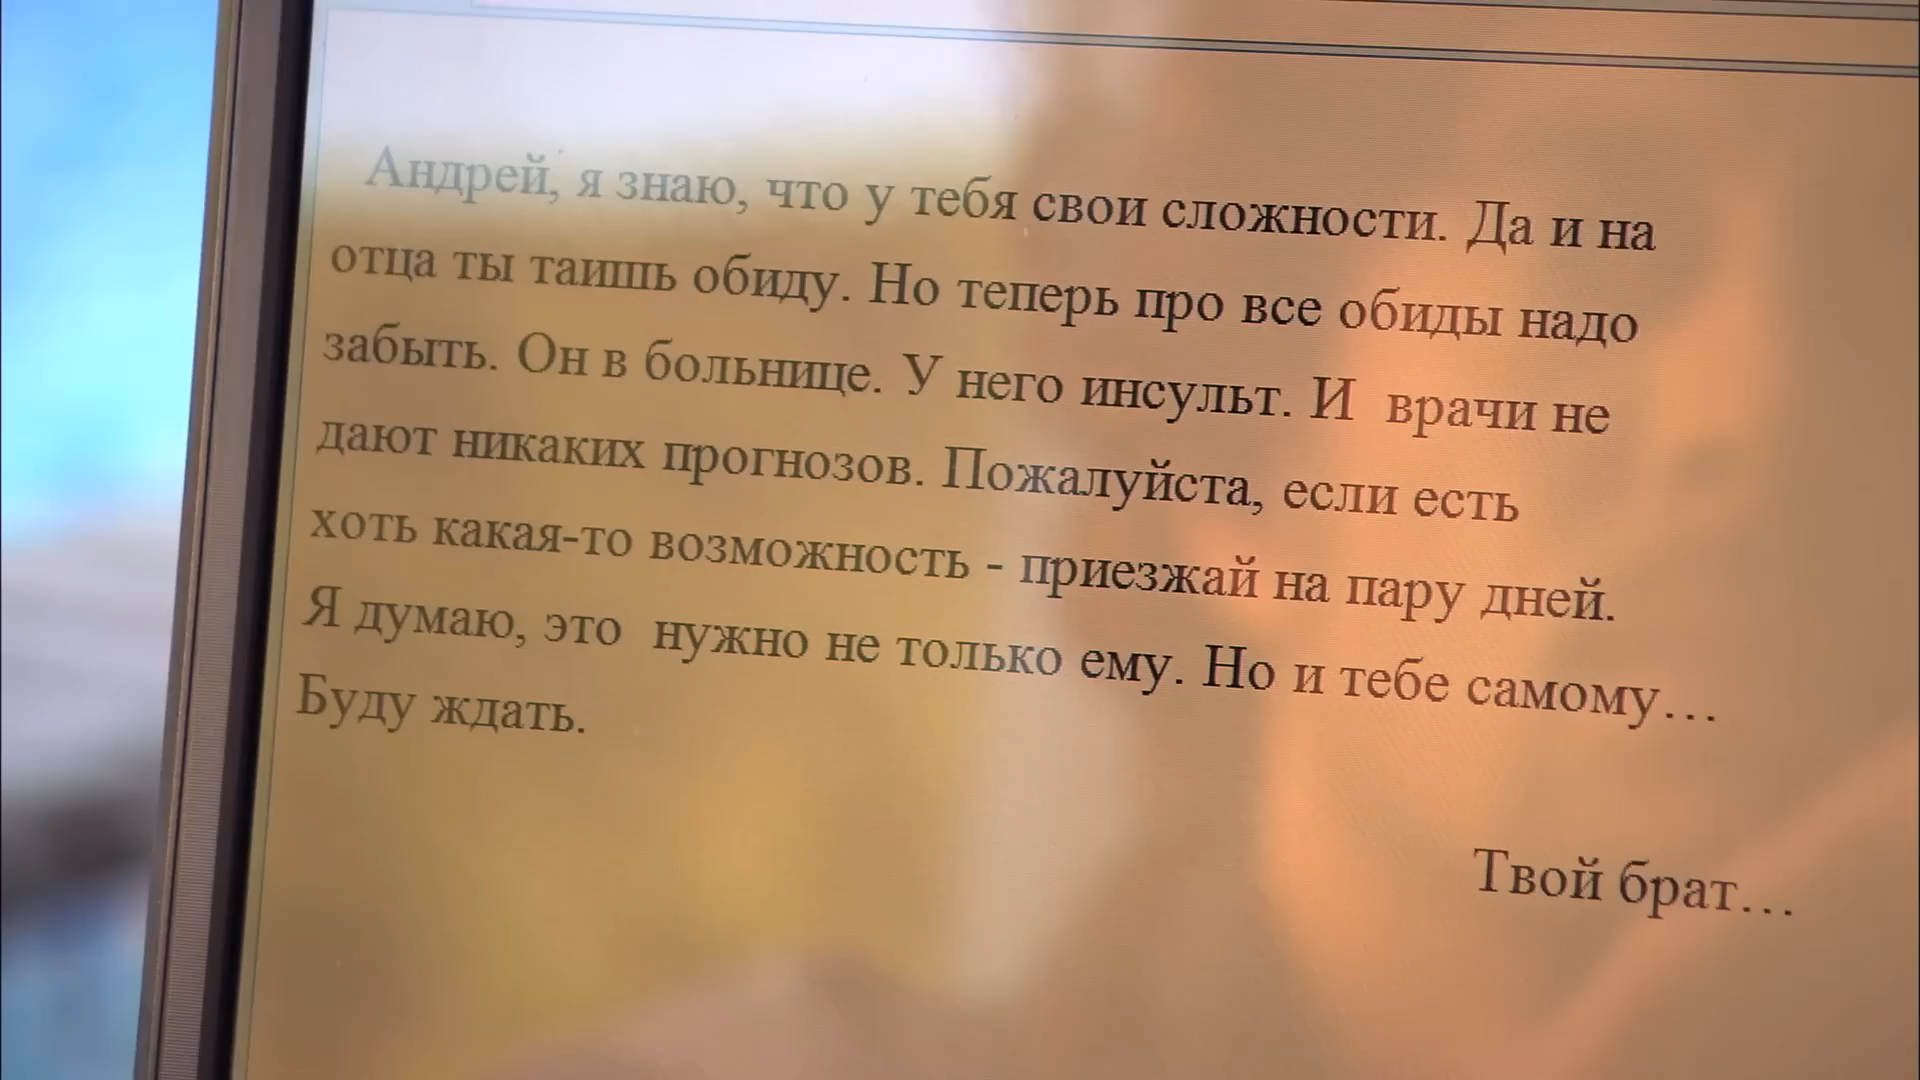 Андрей, я знаю, что у тебя свои сложности. Да и на
отца ты таишь обиду. Но теперь про все обиды надо
забыть. Он в больнице. У него инсульт. И врачи не
дают никаких прогнозов. Пожалуйста, если есть
хоть какая-то возможность - приезжай на пару дней.
Я думаю, это нужно не только ему. Но и тебе самому…
Буду ждать.
Твой брат…